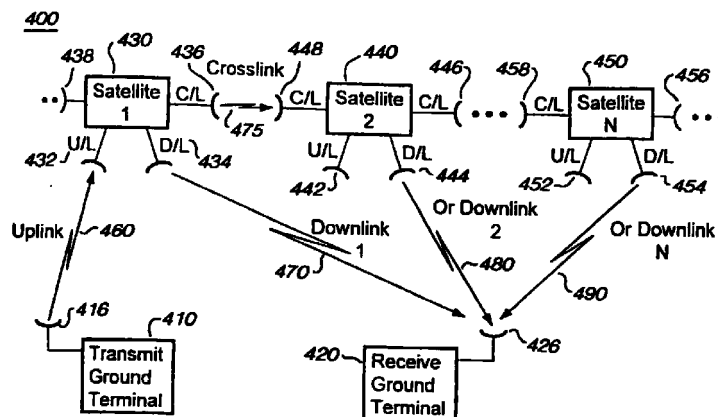 400
430
436
448
440
446
458
450
456
438
Crosslink
Satellite
1
C/L
C/L
Satellite
2
C/L
C/L
Satellite
N
475
U/L
D/L
432
434
U/L
D/L
442
444
U/L
D/L
452
454
Uplink
460
Downlink
1
470
Or Downlink
2
480
Or Downlink
N
490
416
410
Transmit
Ground
Terminal
420
Receive
Ground
Terminal
426